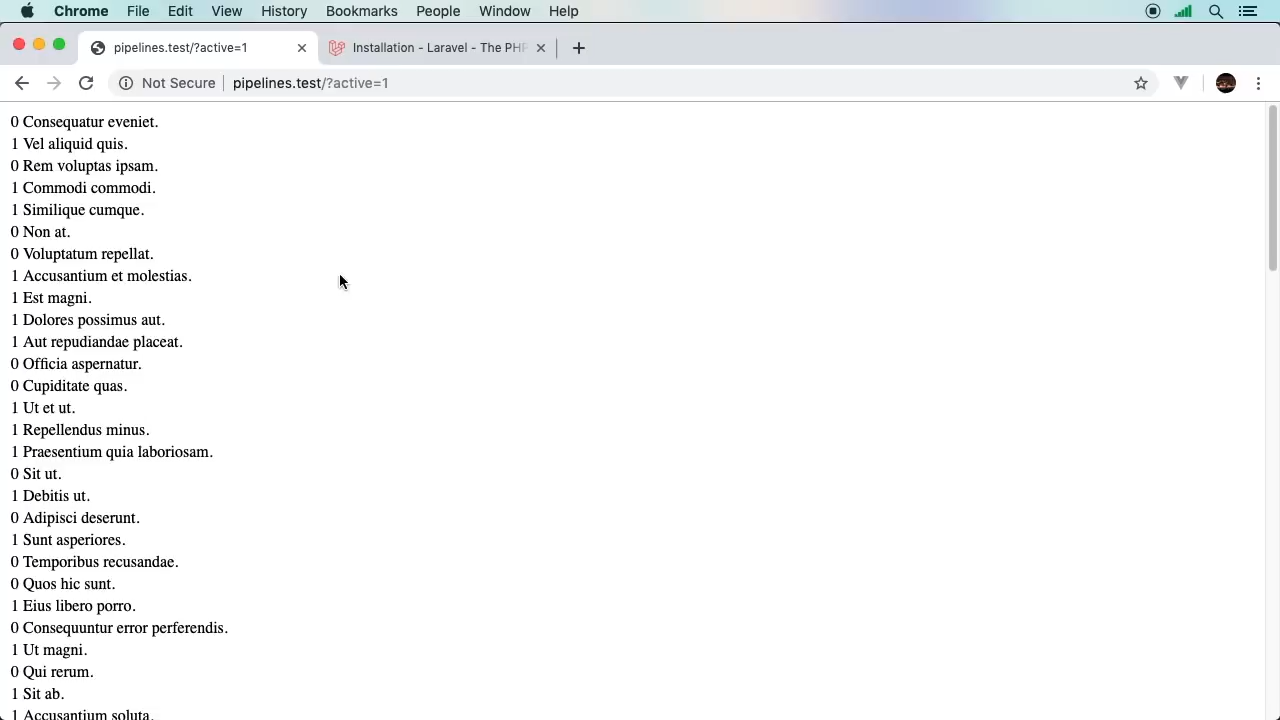 Chrome File Edit View History Bookmarks People Window Help
pipelines.test/?active=1
Installation - Laravel - The PHP
Not Secure pipelines.test/?active=1
0 Consequatur eveniet.
1 Vel aliquid quis.
0 Rem voluptas ipsam.
1 Commodi commodi.
1 Similique cumque.
0 Non at.
0 Voluptatum repellat.
1 Accusantium et molestias.
1 Est magni.
1 Dolores possimus aut.
1 Aut repudiandae placeat.
0 Officia aspernatur.
0 Cupiditate quas.
1 Ut et ut.
1 Repellendus minus.
1 Praesentium quia laboriosam.
0 Sit ut.
1 Debitis ut.
0 Adipisci deserunt.
1 Sunt asperiores.
0 Temporibus recusandae.
0 Quos hic sunt.
1 Eius libero porro.
0 Consequuntur error perferendis.
1 Ut magni.
0 Qui rerum.
1 Sit ab.
1 Accusantium soluta.